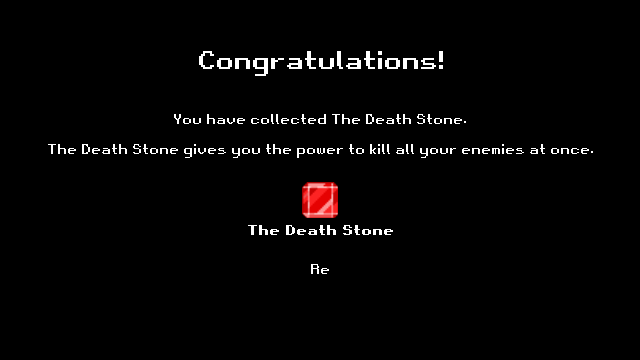 Congratulations!
You have collected The Death Stone.
The Death Stone gives you the power to kill all your enemies at once.
The Death Stone
Re